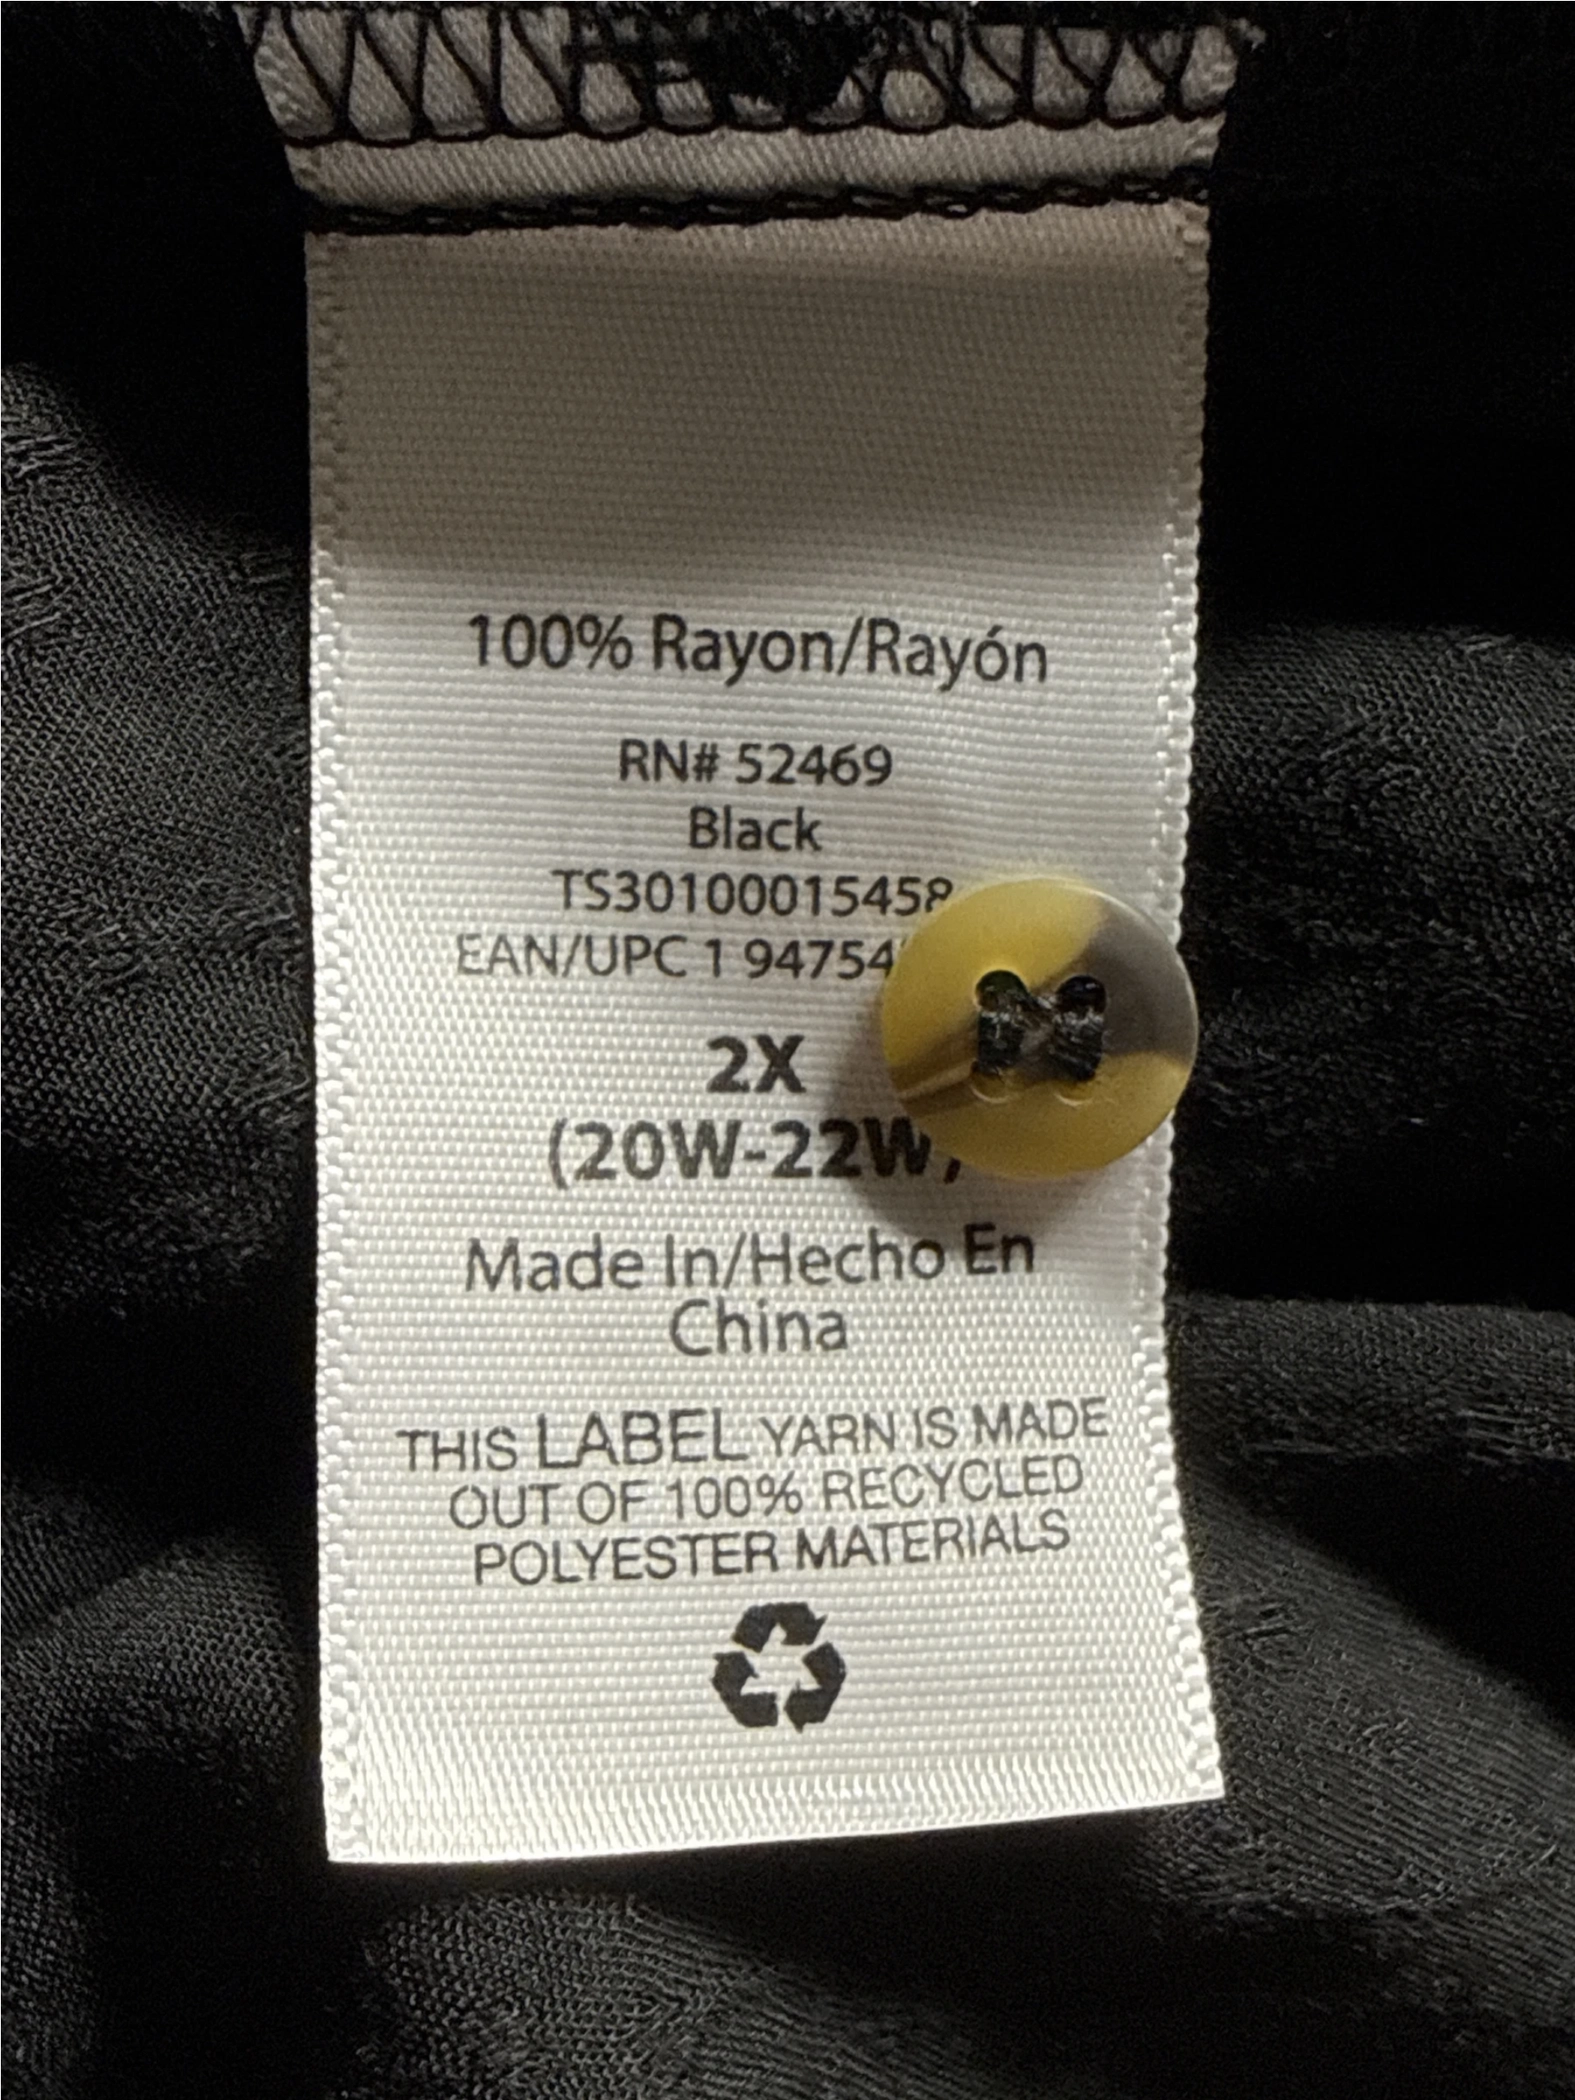 100% Rayon/Rayón
RN# 52469
Black
TS30100015458
EAN/UPC 1 94754
2X
(20W-22W)
Made In/Hecho En
China
THIS LABEL YARN IS MADE
OUT OF 100% RECYCLED
POLYESTER MATERIALS